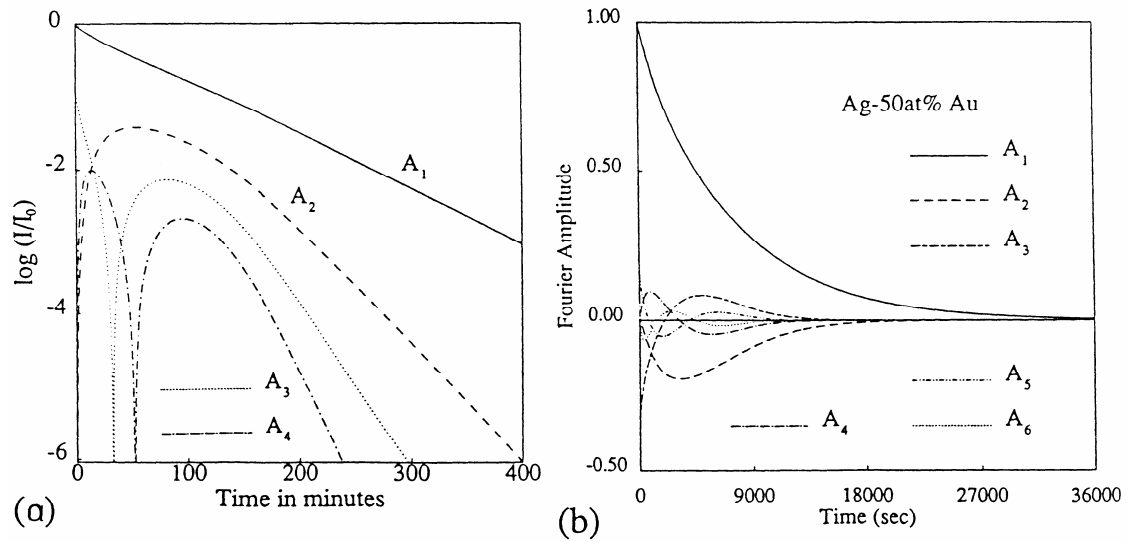 0
-2
-4
-6
log (I/I₀)
A₁
A₂
A₃
A₄
0 100 200 300 400
Time in minutes
(a)
1.00
0.50
0.00
-0.50
Fourier Amplitude
Ag-50at% Au
A₁
A₂
A₃
A₅
A₄ A₆
0 9000 18000 27000 36000
Time (sec)
(b)